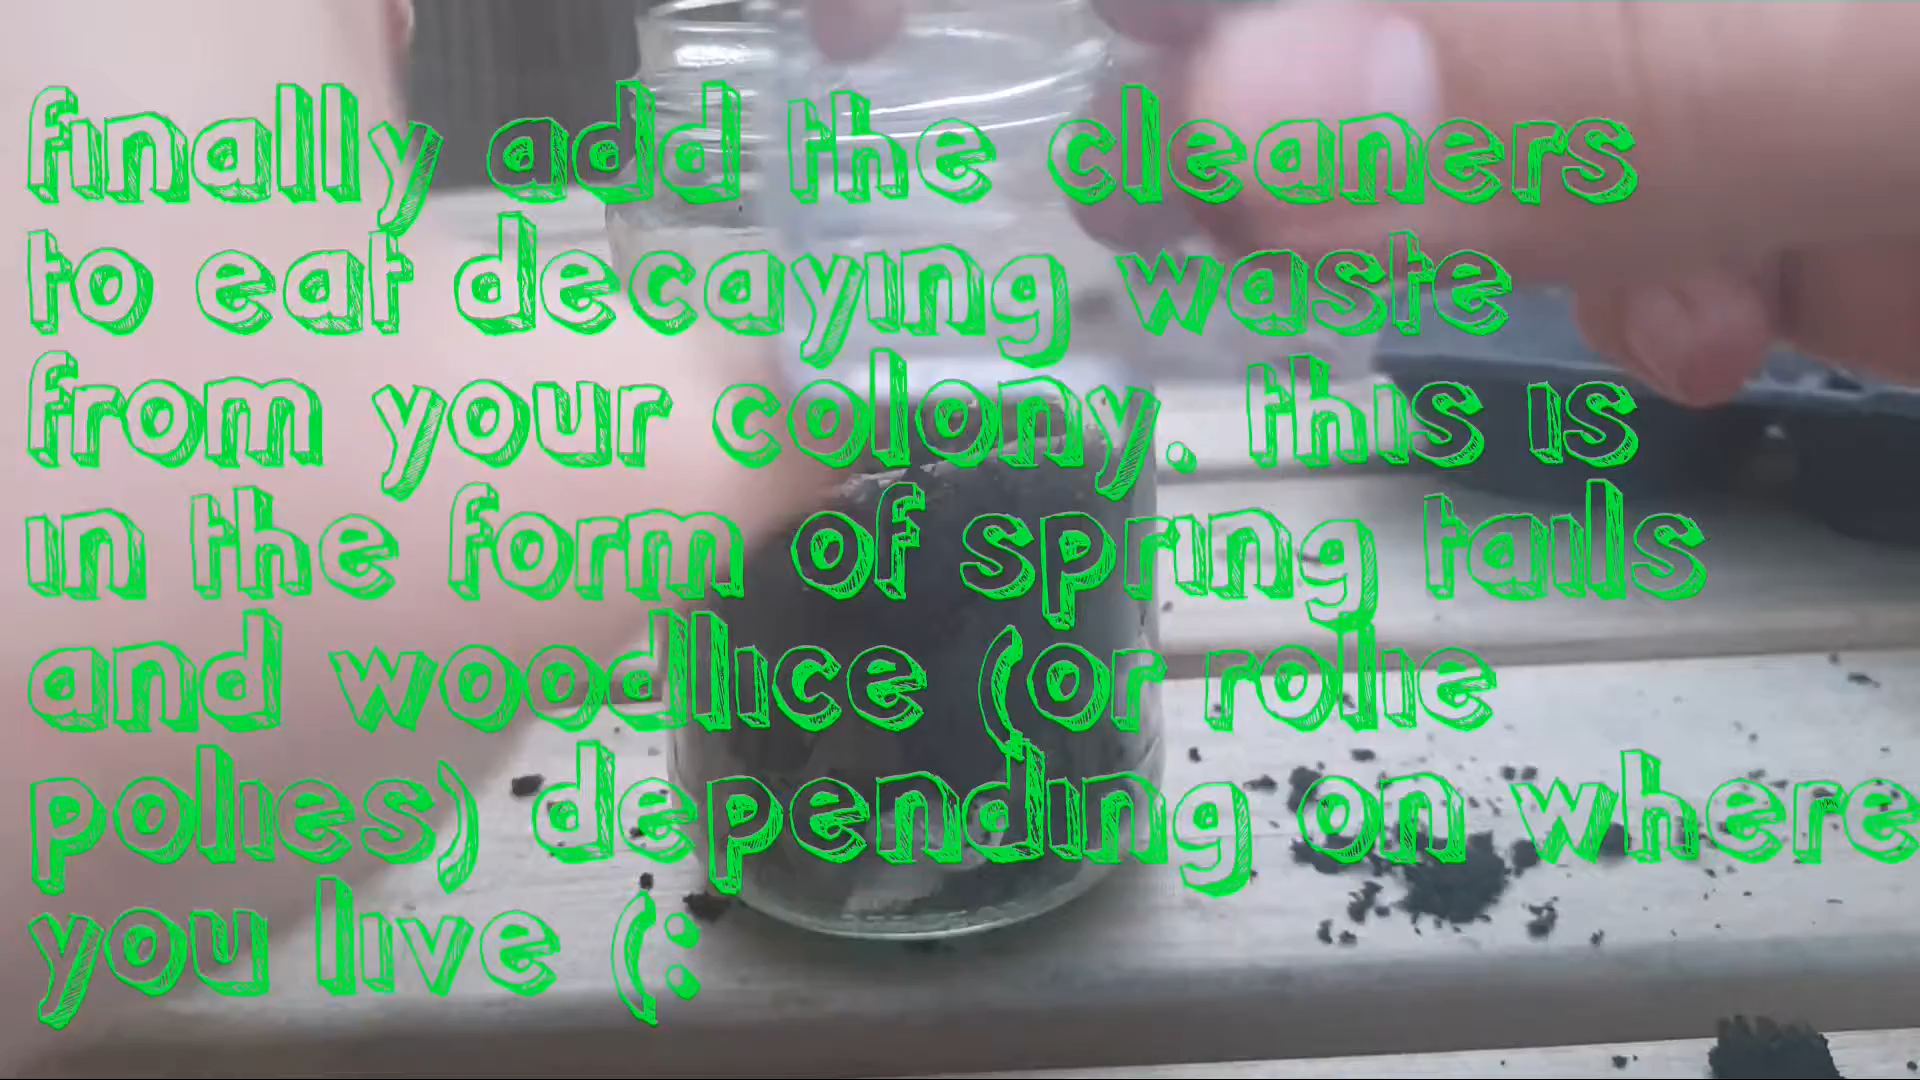 finally add the cleaners
to eat decaying waste
from your colony. this is
in the form of spring tails
and woodlice (or rolie
polies) depending on where
you live (: